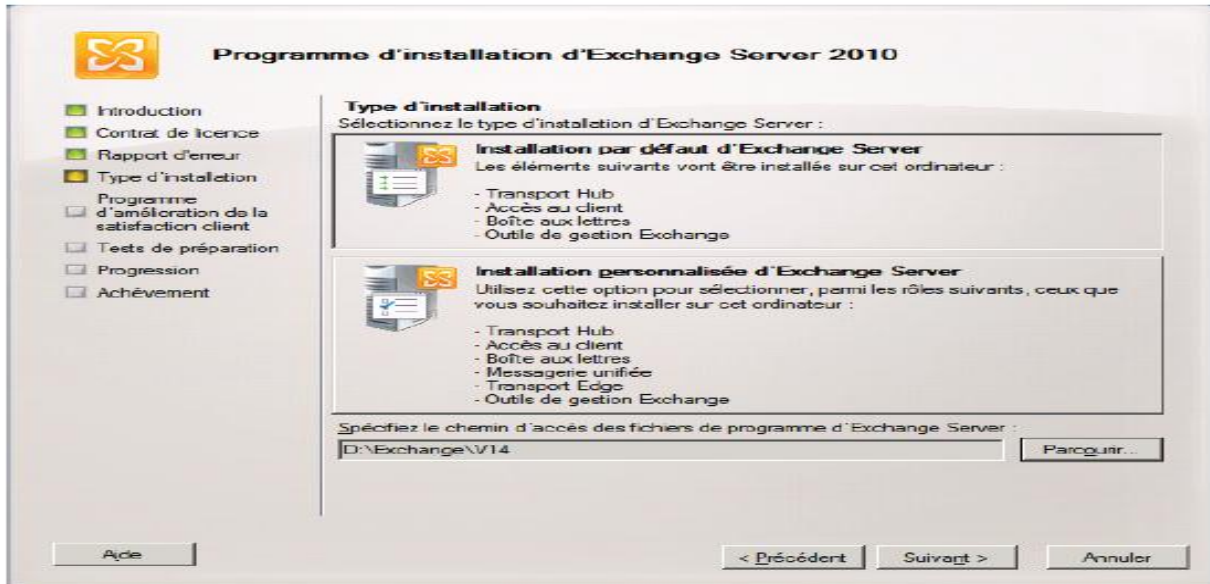 Programme d'installation d'Exchange Server 2010
Introduction
Contrat de licence
Rapport d'erreur
Type d'installation
Programme
d'amélioration de la
satisfaction client
Tests de préparation
Progression
Achèvement
Type d'installation
Sélectionnez le type d'installation d'Exchange Server :
Installation par défaut d'Exchange Server
Les éléments suivants vont être installés sur cet ordinateur :
- Transport Hub
- Accès au client
- Boîte aux lettres
- Outils de gestion Exchange
Installation personnalisée d'Exchange Server
Utilisez cette option pour sélectionner, parmi les rôles suivants, ceux que
vous souhaitez installer sur cet ordinateur :
- Transport Hub
- Accès au client
- Boîte aux lettres
- Messagerie unifiée
- Transport Edge
- Outils de gestion Exchange
Spécifiez le chemin d'accès des fichiers de programme d'Exchange Server :
D:\Exchange\V14
Parcourir...
Aide
< Précédent
Suivant >
Annuler